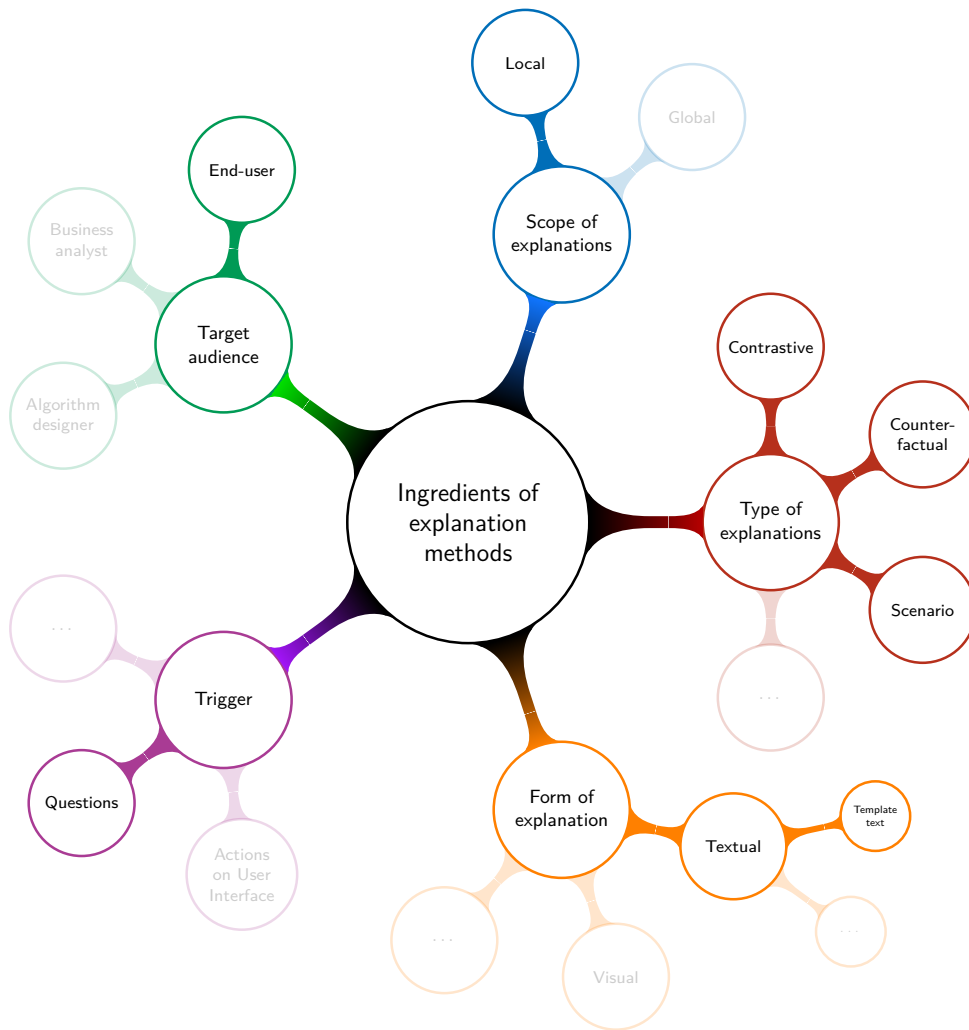 Local
Global
End-user
Business
analyst
Scope of
explanations
Target
audience
Contrastive
Algorithm
designer
Counter-
factual
Ingredients of
explanation
methods
Type of
explanations
Scenario
. . .
Trigger
. . .
Questions
Form of
explanation
Template
text
Textual
Actions
on User
Interface
. . .
. . .
Visual